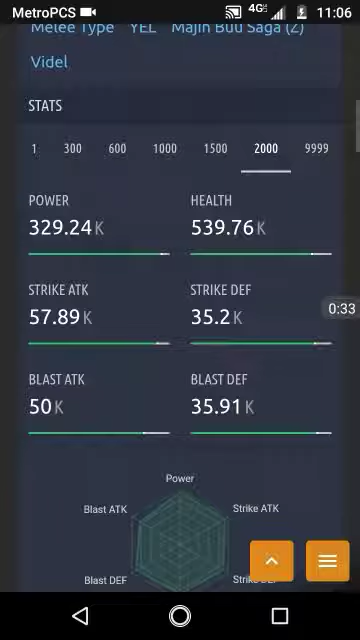 MetroPCS 4G 11:06
Melee Type YEL Majin Buu Saga (Z)
Videl
STATS
1 300 600 1000 1500 2000 9999
POWER HEALTH
329.24 K 539.76 K
STRIKE ATK STRIKE DEF
0:33
57.89 K 35.2 K
BLAST ATK BLAST DEF
50 K 35.91 K
Power
Blast ATK Strike ATK
Blast DEF